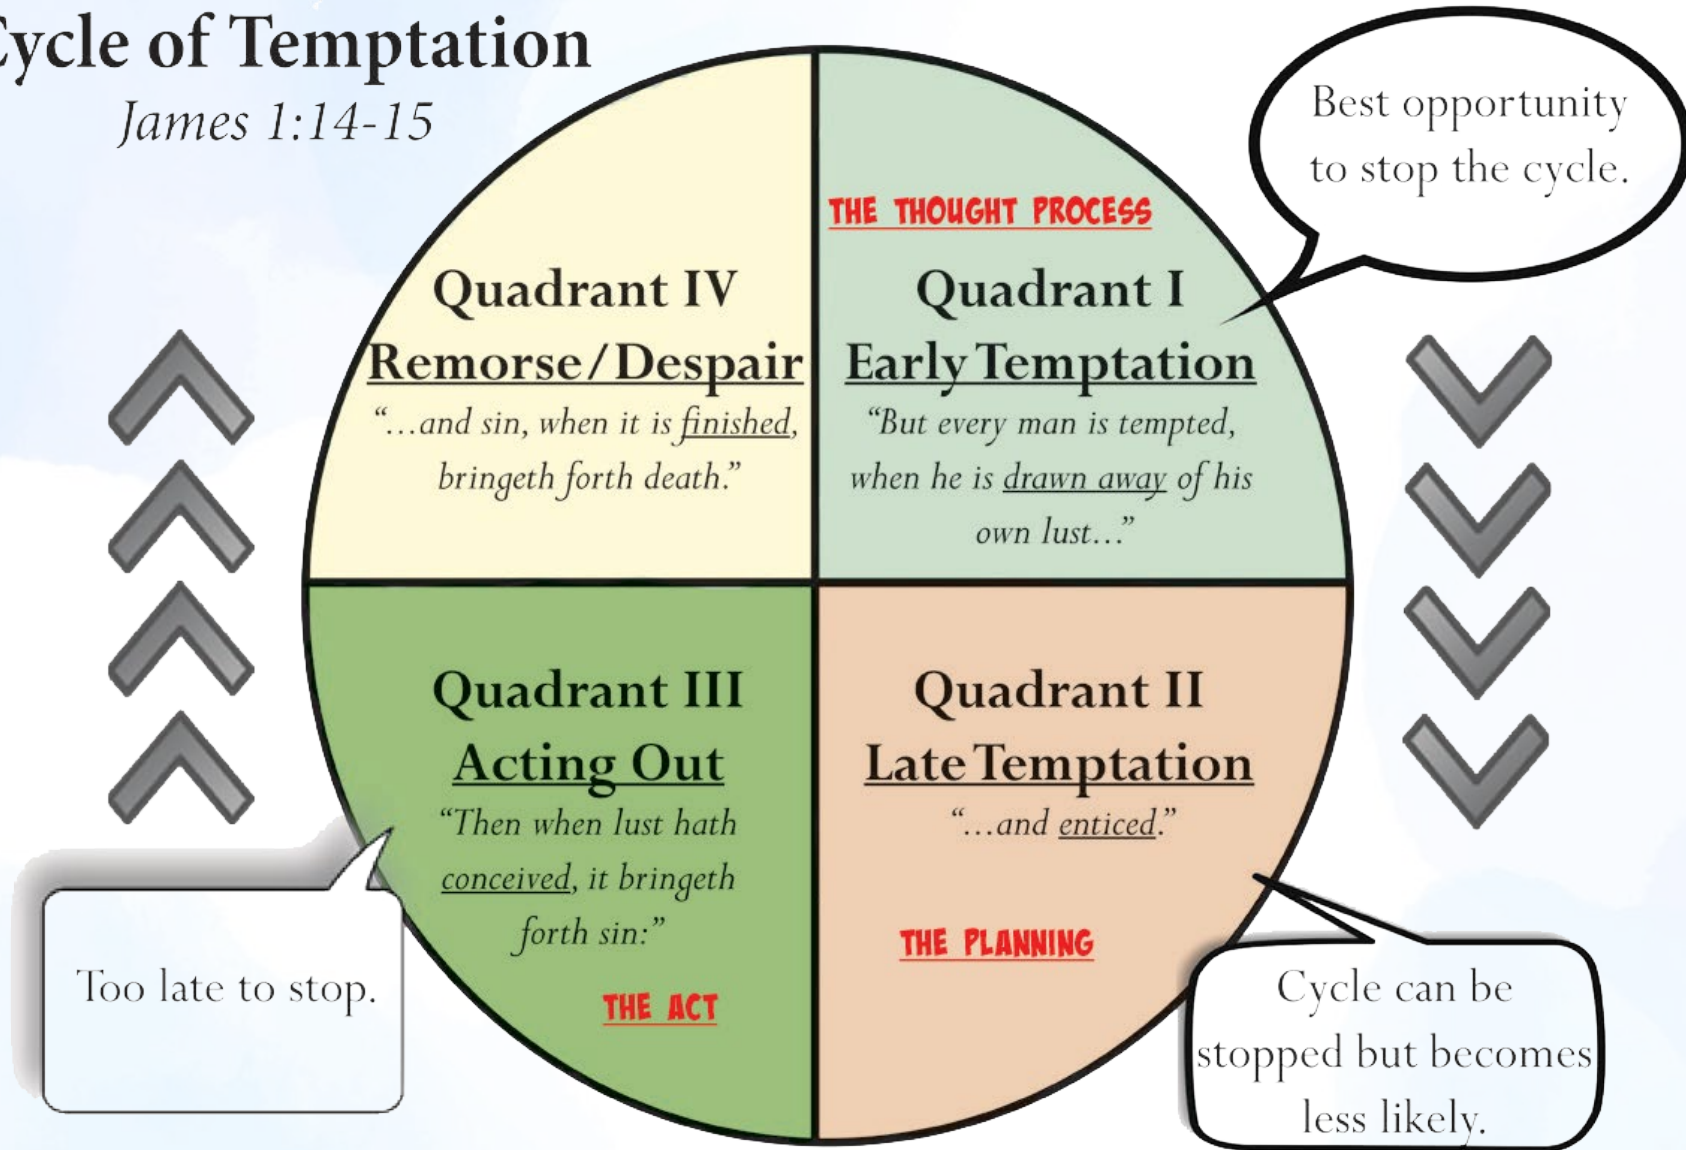 Cycle of Temptation
James 1:14-15
Best opportunity
to stop the cycle.
THE THOUGHT PROCESS
Quadrant I
Early Temptation
“But every man is tempted,
when he is drawn away of his
own lust…”
Quadrant II
Late Temptation
“…and enticed.”
THE PLANNING
Cycle can be
stopped but becomes
less likely.
Quadrant III
Acting Out
“Then when lust hath
conceived, it bringeth
forth sin:”
THE ACT
Too late to stop.
Quadrant IV
Remorse/Despair
“…and sin, when it is finished,
bringeth forth death.”